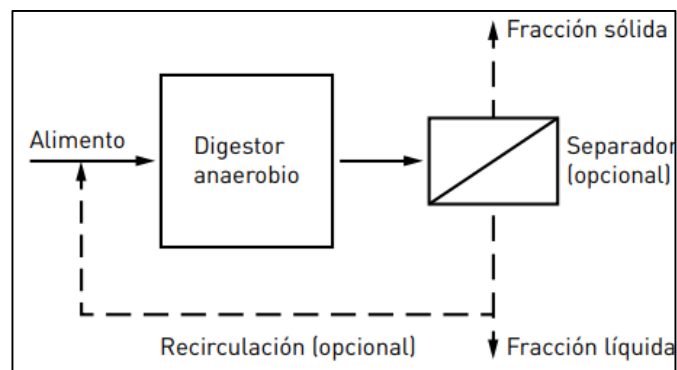 Fracción sólida
Alimento
Digestor
anaerobio
Separador
(opcional)
Recirculación (opcional)
Fracción líquida